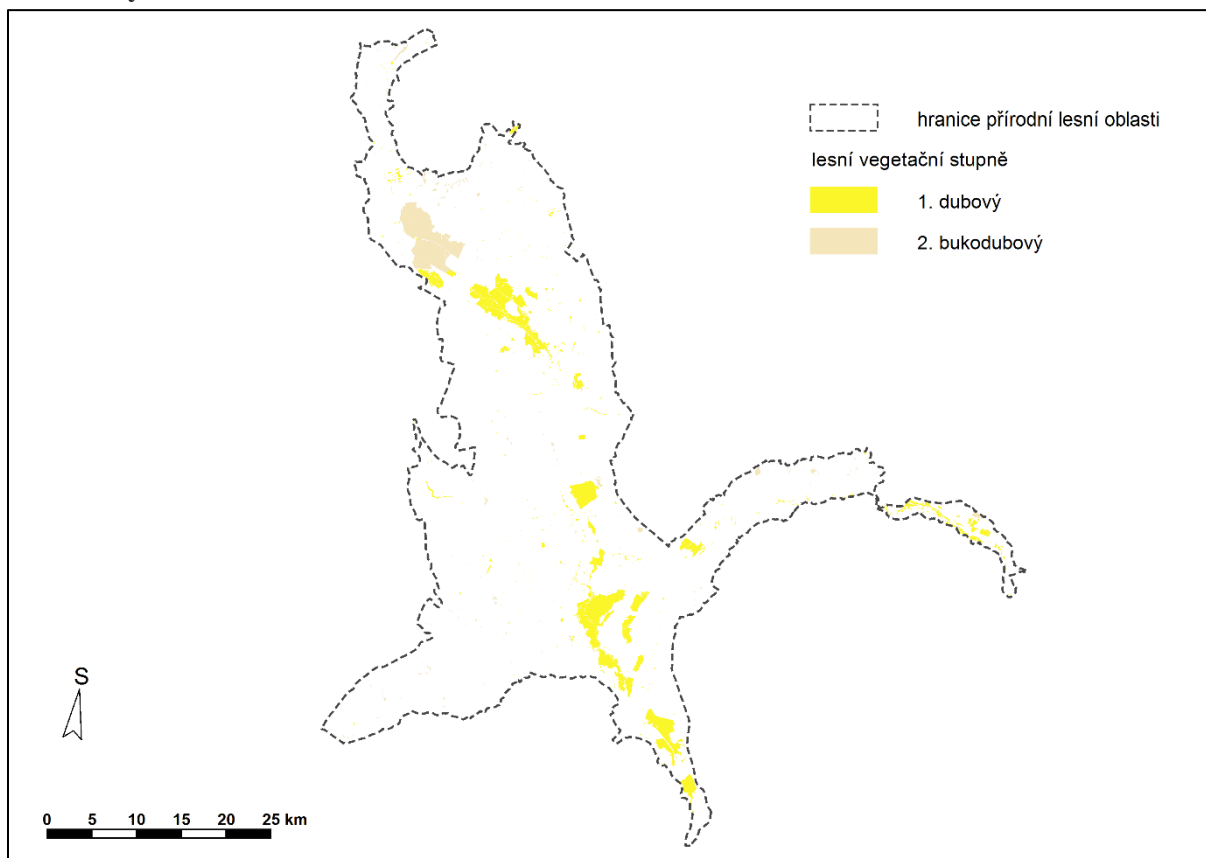 hranice přírodní lesní oblasti
lesní vegetační stupně
1. dubový
2. bukodubový
S
0 5 10 15 20 25 km